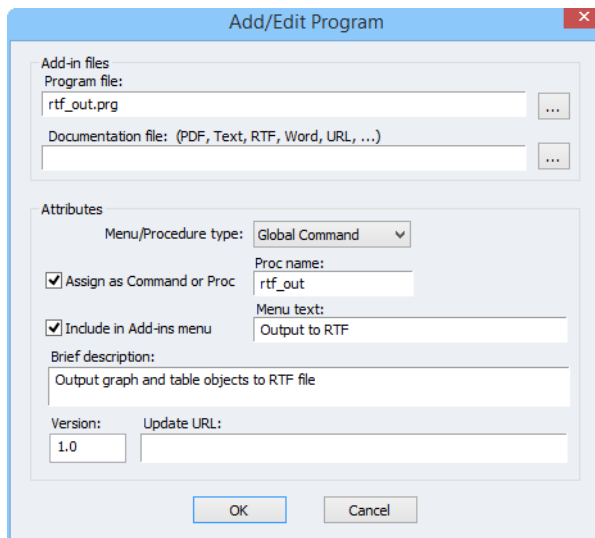 Add/Edit Program
Add-in files
Program file:
rtf_out.prg
...
Documentation file: (PDF, Text, RTF, Word, URL, ...)
...
Attributes
Menu/Procedure type: Global Command
Proc name:
Assign as Command or Proc rtf_out
Menu text:
Include in Add-ins menu Output to RTF
Brief description:
Output graph and table objects to RTF file
Version: Update URL:
1.0
OK Cancel